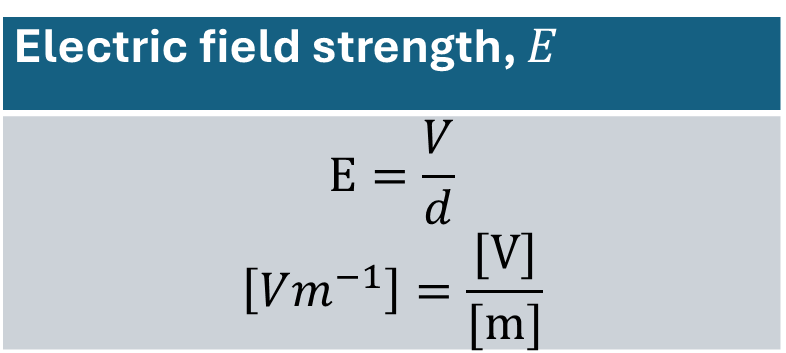 Electric field strength, E
E = V/d
[Vm⁻¹] = [V]/[m]